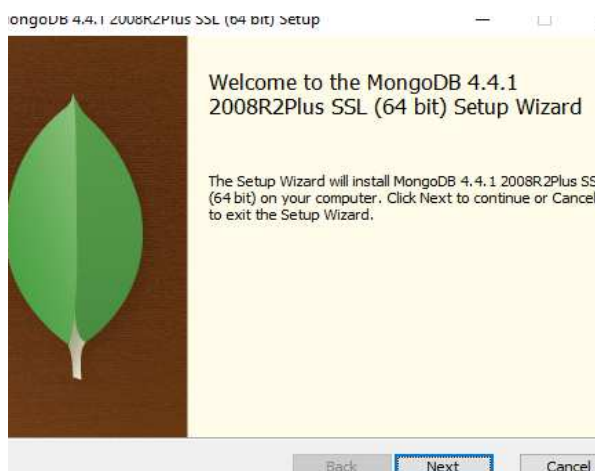 ongoDB 4.4.1 2008R2Plus SSL (64 bit) Setup
Welcome to the MongoDB 4.4.1
2008R2Plus SSL (64 bit) Setup Wizard
The Setup Wizard will install MongoDB 4.4.1 2008R2Plus SS
(64 bit) on your computer. Click Next to continue or Cancel
to exit the Setup Wizard.
Back Next Cancel